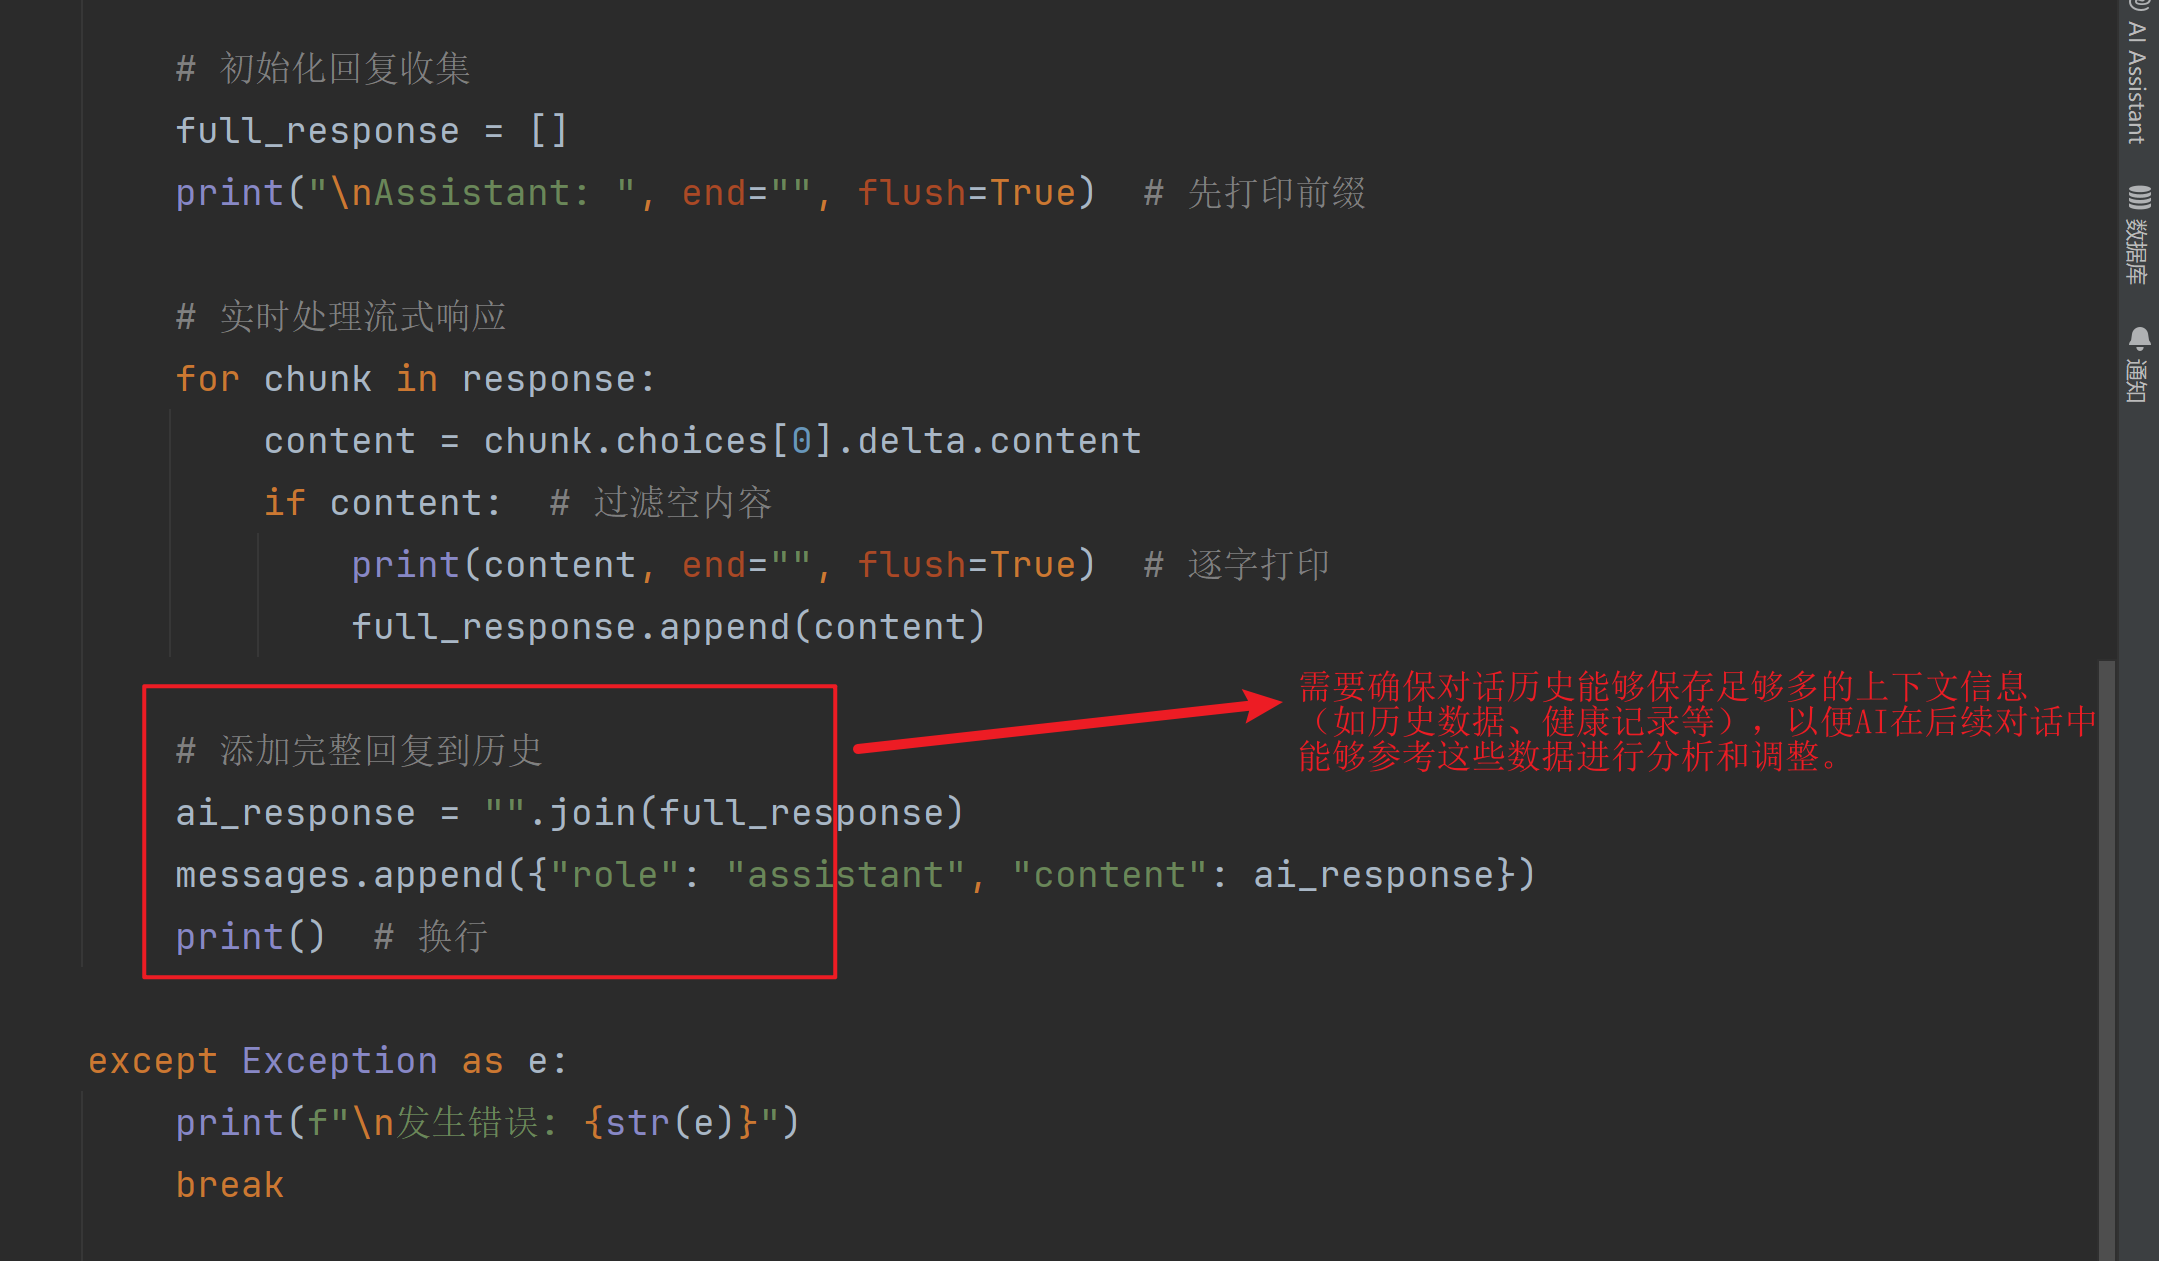 # 初始化回复收集
full_response = []
print("\nAssistant: ", end="", flush=True)  # 先打印前缀
# 实时处理流式响应
for chunk in response:
content = chunk.choices[0].delta.content
if content:  # 过滤空内容
print(content, end="", flush=True)  # 逐字打印
full_response.append(content)
# 添加完整回复到历史
ai_response = "".join(full_response)
messages.append({"role": "assistant", "content": ai_response})
print()  # 换行
except Exception as e:
print(f"\n发生错误: {str(e)}")
break
需要确保对话历史能够保存足够多的上下文信息
（如历史数据、健康记录等），以便AI在后续对话中
能够参考这些数据进行分析和调整。
AI Assistant
数据库
通知